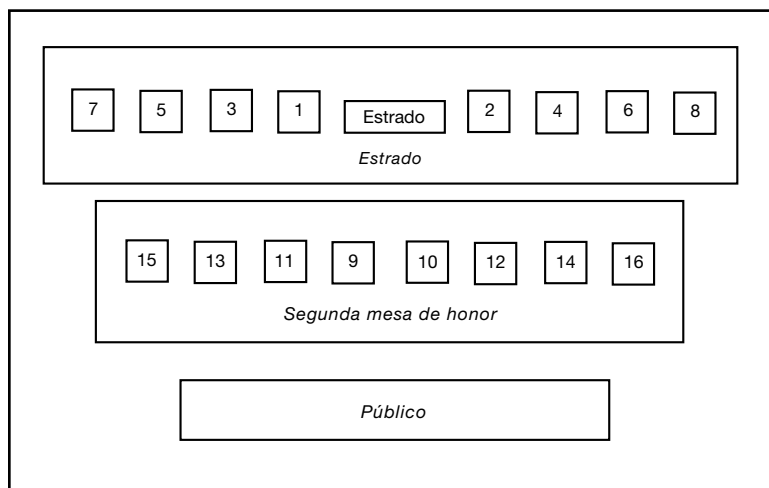 7 5 3 1 Estrado 2 4 6 8
Estrado
15 13 11 9 10 12 14 16
Segunda mesa de honor
Público